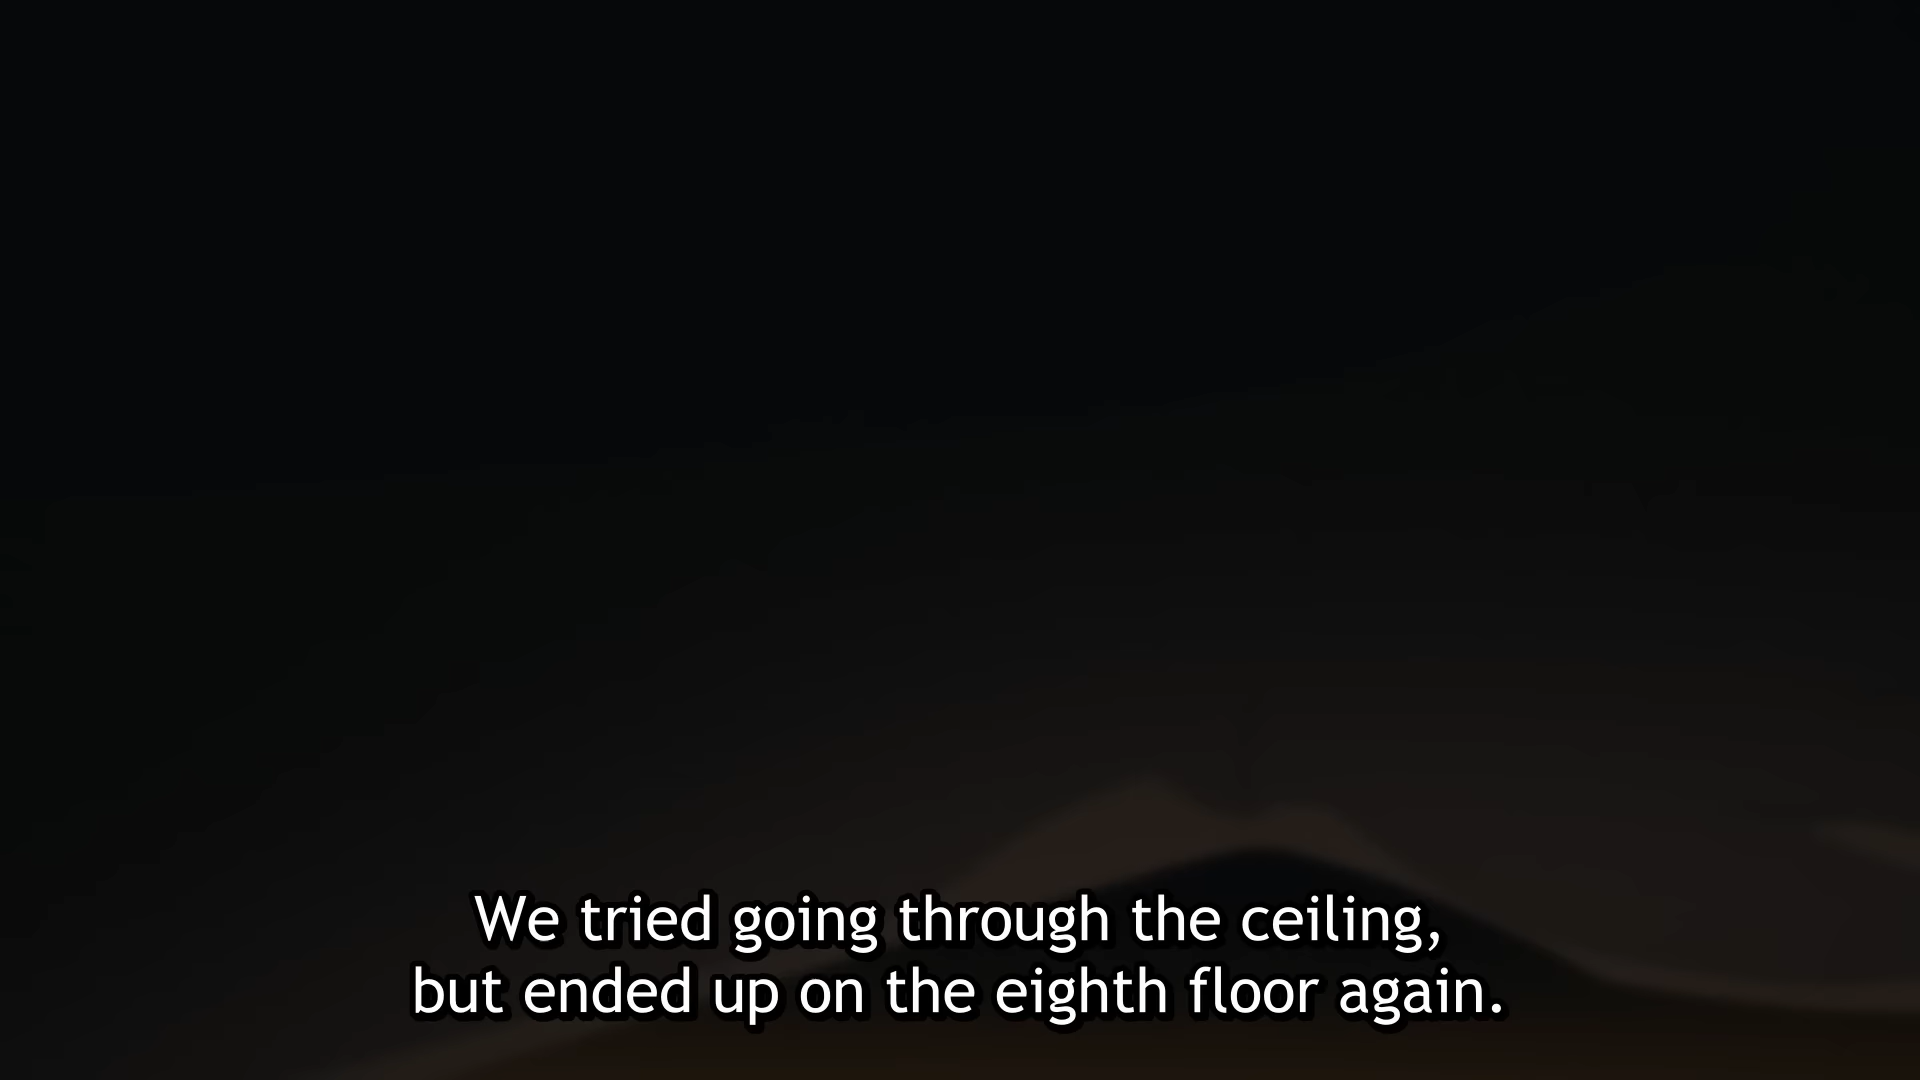 We tried going through the ceiling,
but ended up on the eighth floor again.